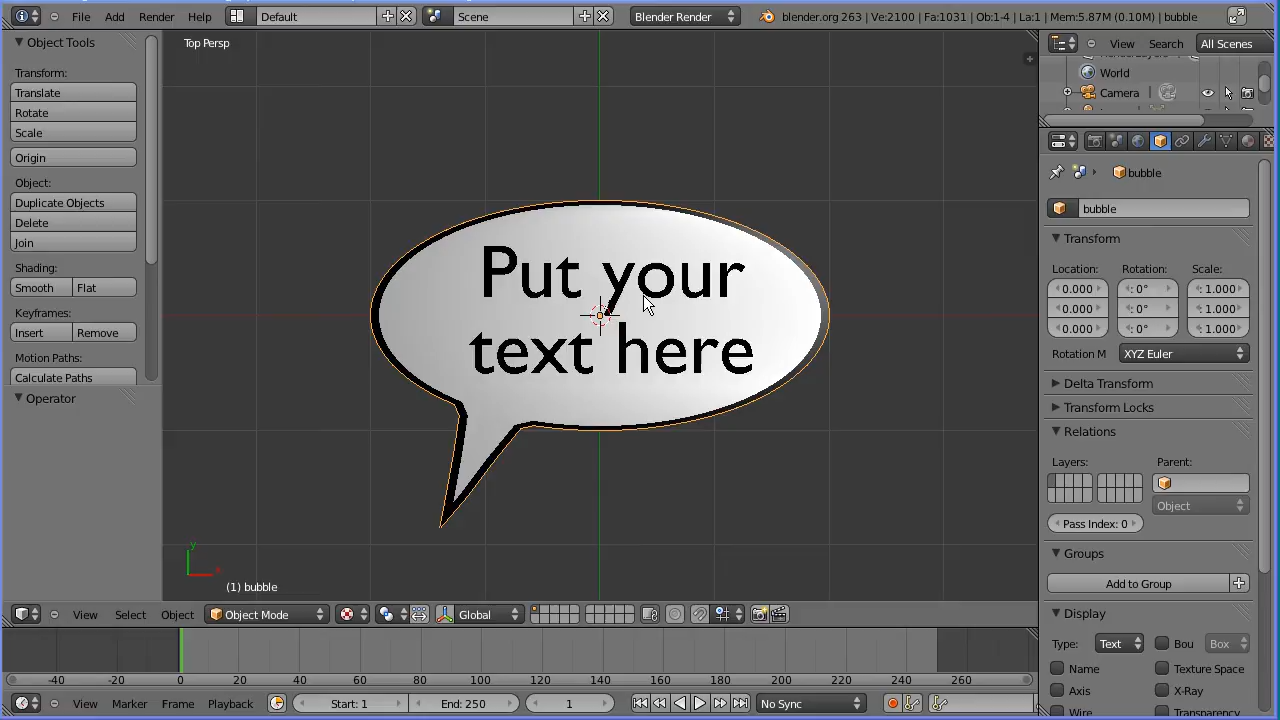 File Add Render Help Default Scene Blender Render blender.org 263 | Ve:2100 | Fa:1031 | Ob:1-4 | La:1 | Mem:5.87M (0.10M) | bubble
Object Tools
Transform:
Translate
Rotate
Scale
Origin
Object:
Duplicate Objects
Delete
Join
Shading:
Smooth Flat
Keyframes:
Insert Remove
Motion Paths:
Calculate Paths
Operator
Top Persp
Put your
text here
y
x
(1) bubble
View Search All Scenes
World
Camera
bubble
bubble
Transform
Location: Rotation: Scale:
0.000 0° 1.000
0.000 0° 1.000
0.000 0° 1.000
Rotation M XYZ Euler
Delta Transform
Transform Locks
Relations
Layers: Parent:
Object
Pass Index: 0
Groups
Add to Group
Display
Type: Text Bou Box
Name Texture Space
Axis X-Ray
Wire Transparency
View Select Object Object Mode Global
-40 -20 0 20 40 60 80 100 120 140 160 180 200 220 240 260
View Marker Frame Playback Start: 1 End: 250 1 No Sync